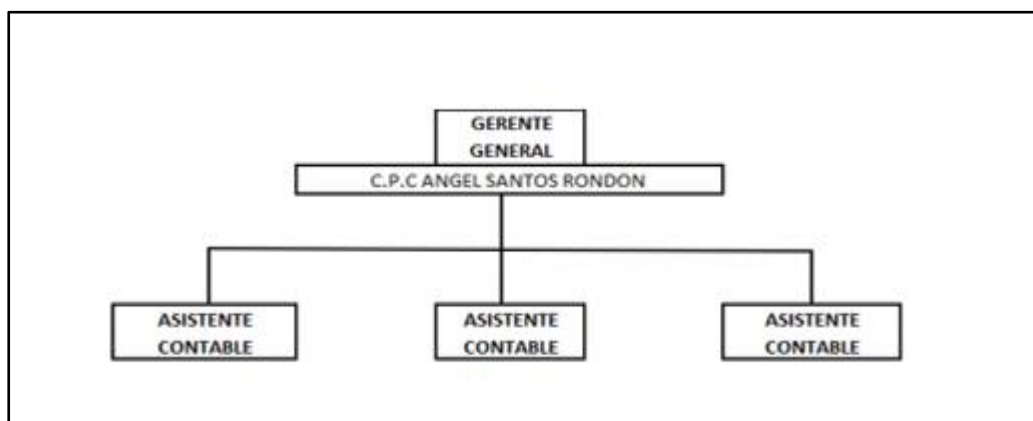 GERENTE
GENERAL
C.P.C ANGEL SANTOS RONDON
ASISTENTE
CONTABLE
ASISTENTE
CONTABLE
ASISTENTE
CONTABLE